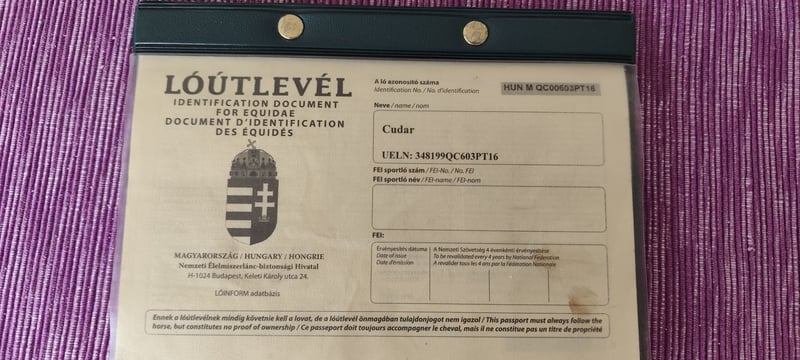 LÓÚTLEVÉL
IDENTIFICATION DOCUMENT
FOR EQUIDAE
DOCUMENT D'IDENTIFICATION
DES ÉQUIDÉS
MAGYARORSZÁG / HUNGARY / HONGRIE
Nemzeti Élelmiszerlánc-biztonsági Hivatal
H-1024 Budapest, Keleti Károly utca 24.
LÓINFORM adatbázis
A ló azonosító száma
Identification No. / No. d'identification
HUN M QC00603PT16
Neve / name / nom
Cudar
UELN: 348199QC603PT16
FEI sportló szám / FEI-No. / No. FEI
FEI sportló név / FEI-name / FEI-nom
FEI:
Érvényesítés dátuma
Date of issue
Date d'émission
A Nemzeti Szövetség 4 évenkénti érvényesítése
To be revalidated every 4 years by National Federation
A revalider tous les 4 ans par la Fédération Nationale
Ennek a lóútlevélnek mindig követnie kell a lovat, de a lóútlevél önmagában tulajdonjogot nem igazol / This passport must always follow the
horse, but constitutes no proof of ownership / Ce passeport doit toujours accompagner le cheval, mais il ne constitue pas un titre de propriété